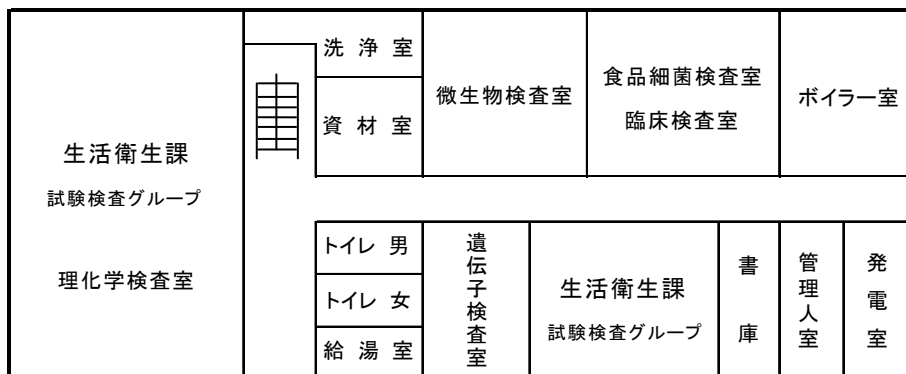 生活衛生課
試験検査グループ
理化学検査室
洗 浄 室
資 材 室
微生物検査室
食品細菌検査室
臨床検査室
ボイラー室
トイレ 男
トイレ 女
給 湯 室
遺伝子検査室
生活衛生課
試験検査グループ
書庫
管理人室
発電室